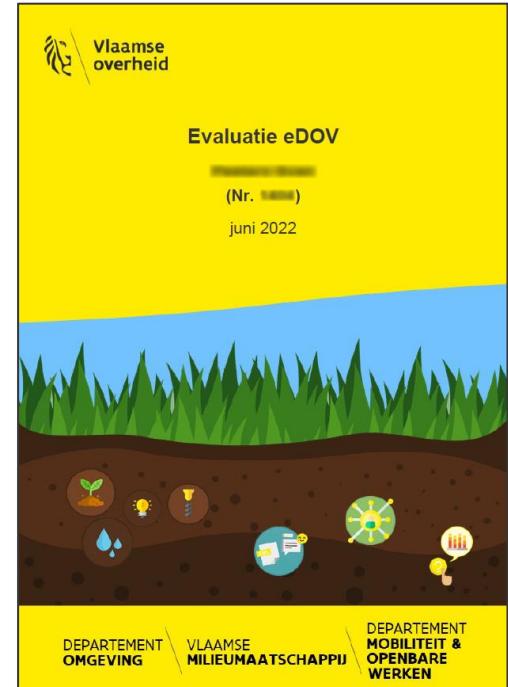 Vlaamse
overheid
Evaluatie eDOV
(Nr. )
juni 2022
DEPARTEMENT
OMGEVING
VLAAMSE
MILIEUMAATSCHAPPIJ
DEPARTEMENT
MOBILITEIT &
OPENBARE
WERKEN